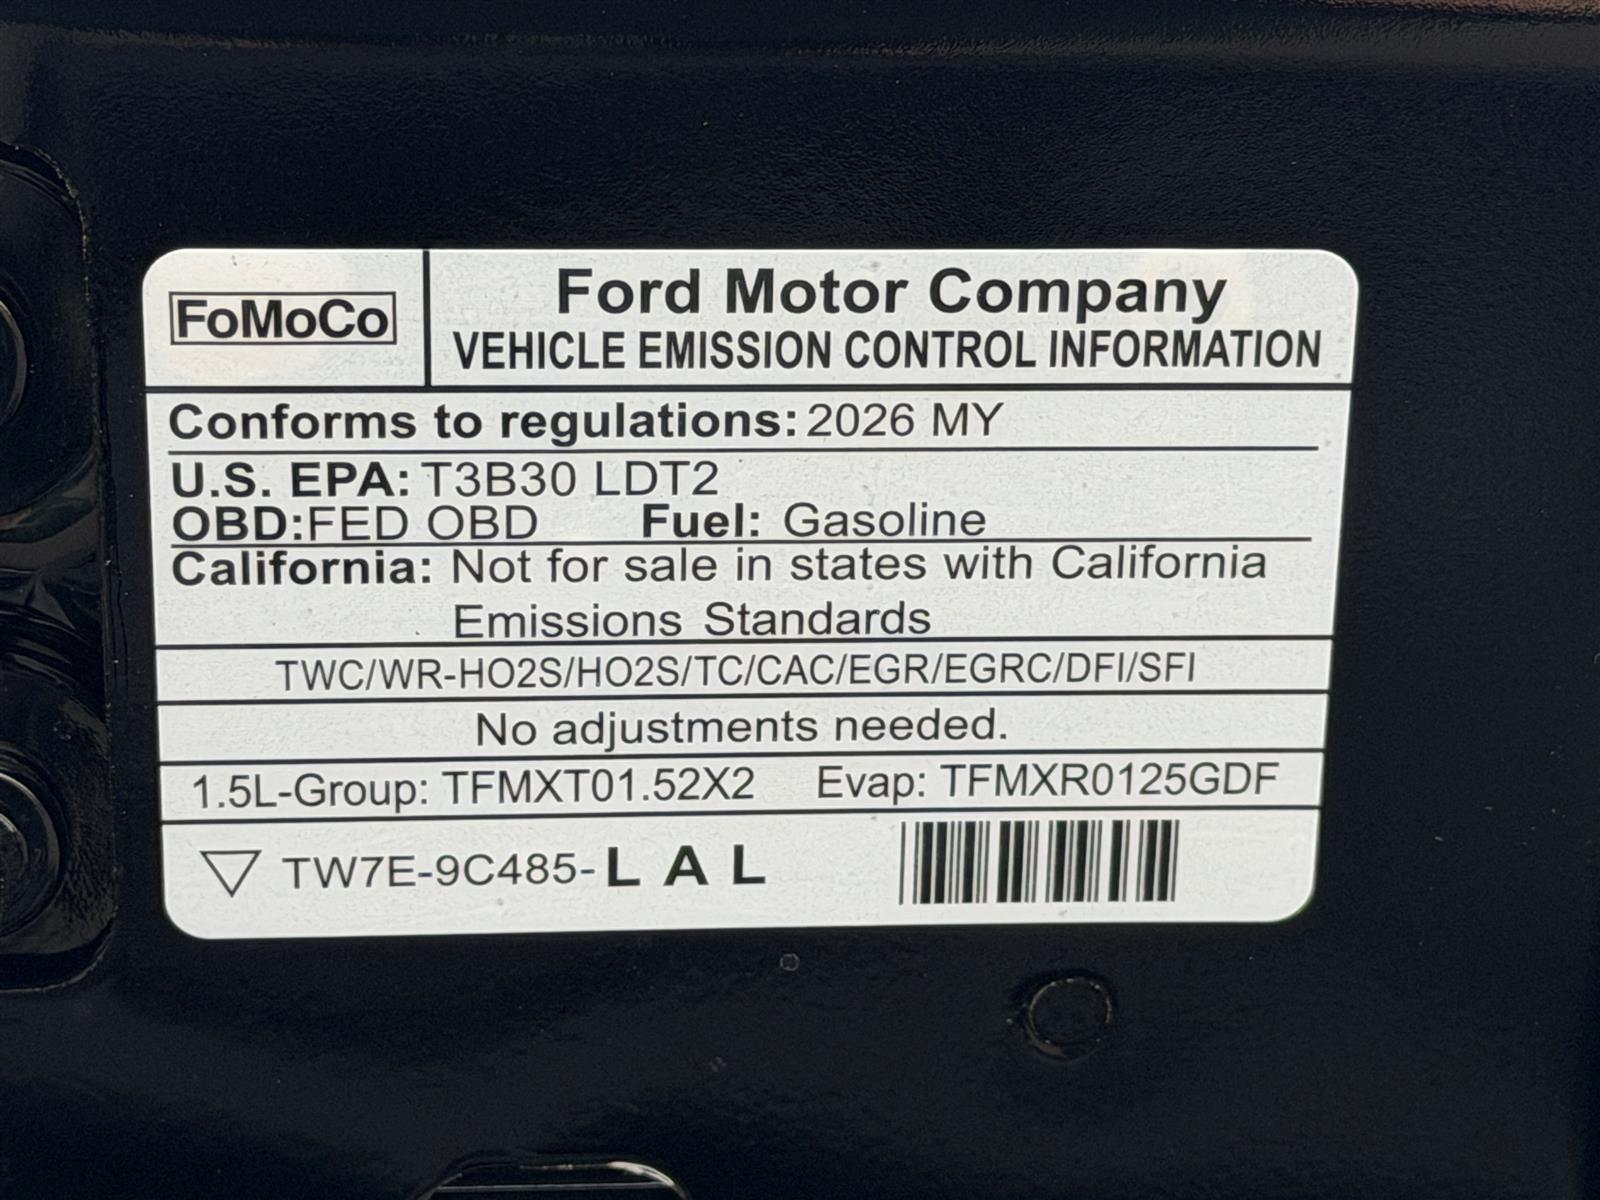 FoMoCo
Ford Motor Company
VEHICLE EMISSION CONTROL INFORMATION
Conforms to regulations: 2026 MY
U.S. EPA: T3B30 LDT2
OBD:FED OBD Fuel: Gasoline
California: Not for sale in states with California
Emissions Standards
TWC/WR-HO2S/HO2S/TC/CAC/EGR/EGRC/DFI/SFI
No adjustments needed.
1.5L-Group: TFMXT01.52X2 Evap: TFMXR0125GDF
TW7E-9C485-L A L